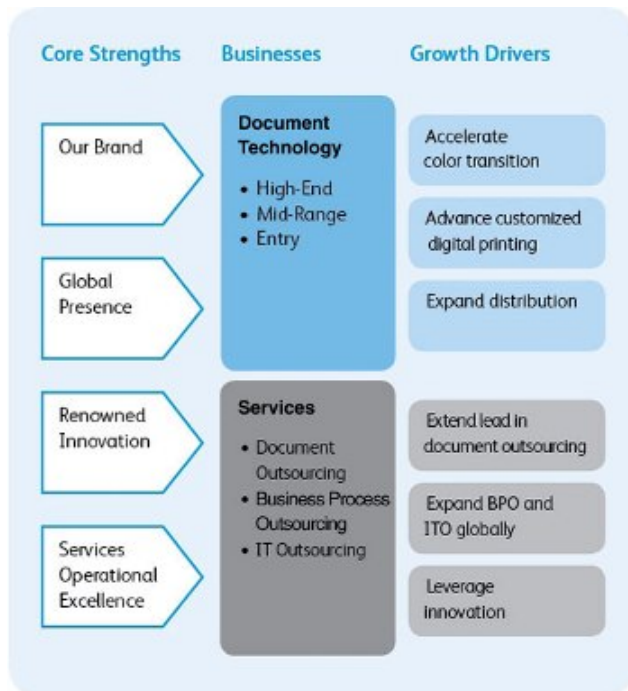 Core Strengths
Businesses
Growth Drivers
Our Brand
Global
Presence
Renowned
Innovation
Services
Operational
Excellence
Document
Technology
• High-End
• Mid-Range
• Entry
Services
• Document
Outsourcing
• Business Process
Outsourcing
• IT Outsourcing
Accelerate
color transition
Advance customized
digital printing
Expand distribution
Extend lead in
document outsourcing
Expand BPO and
ITO globally
Leverage
innovation